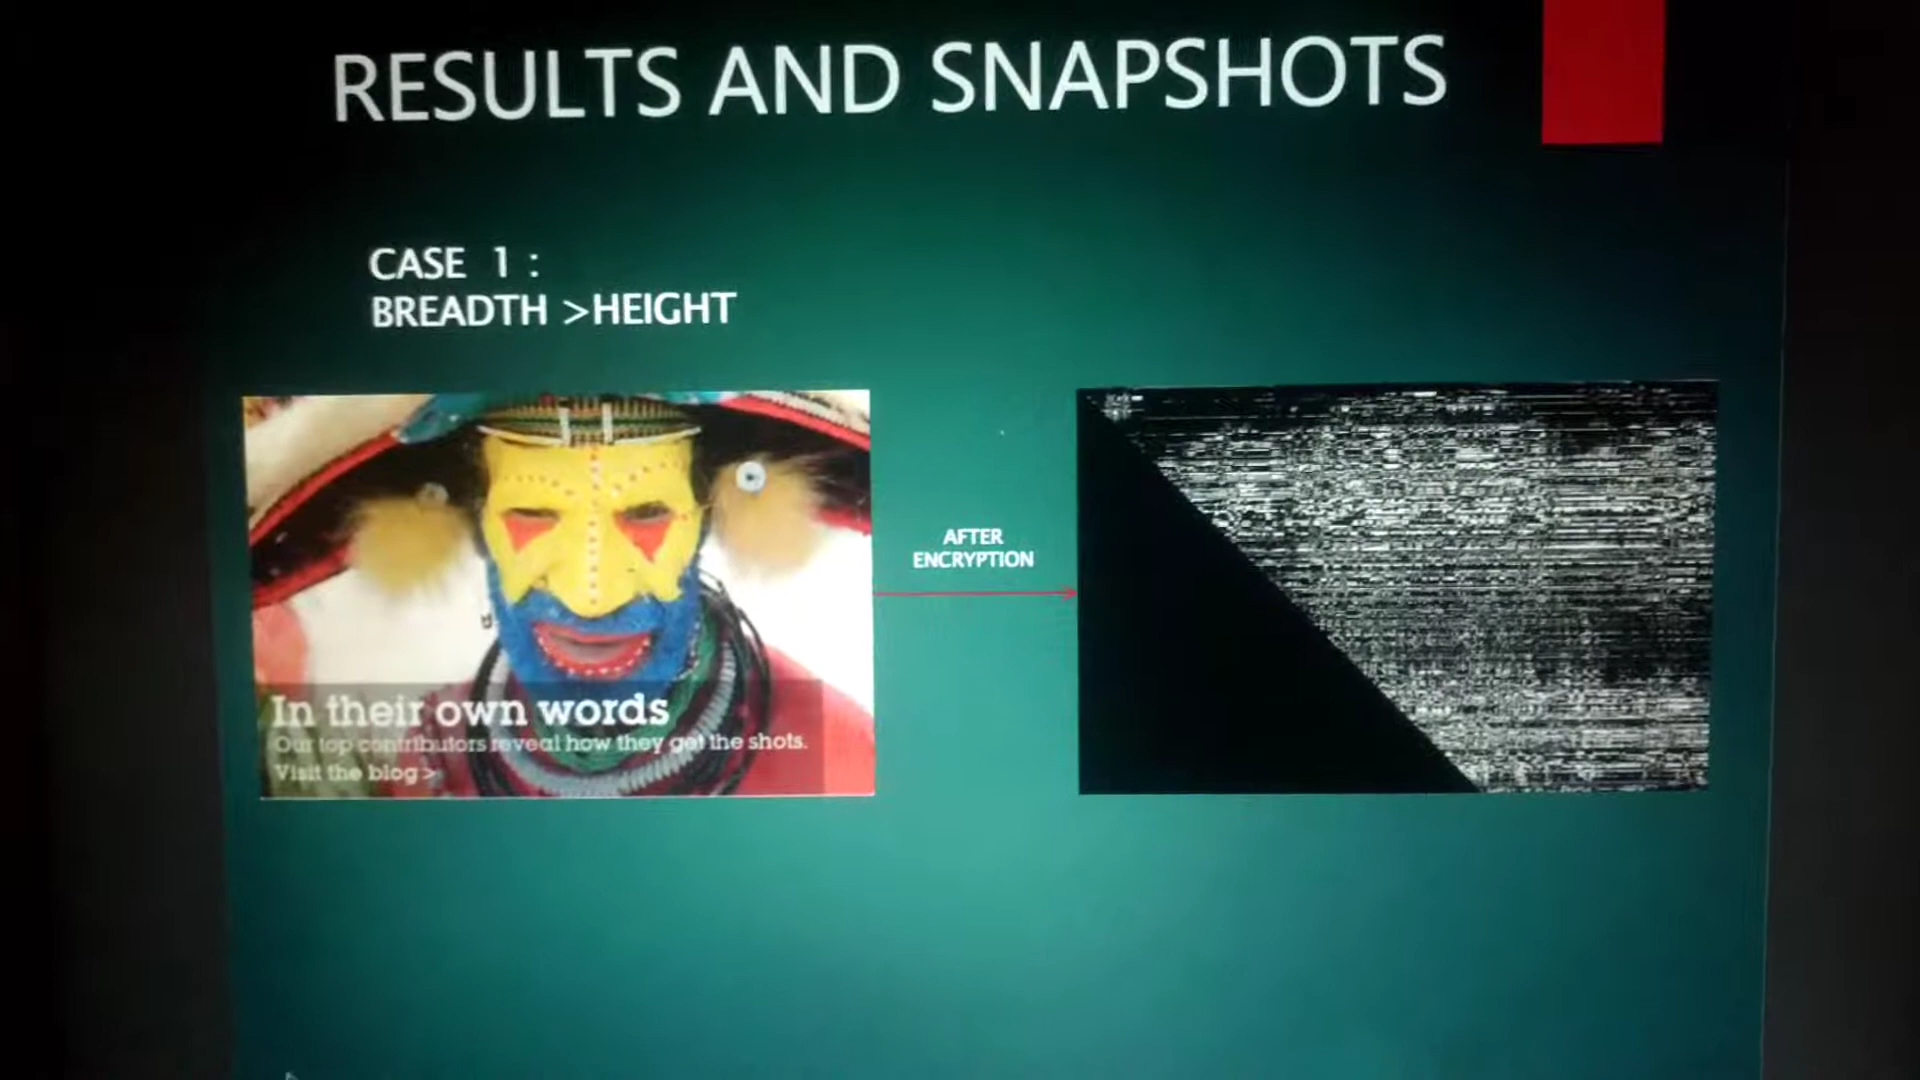 RESULTS AND SNAPSHOTS
CASE 1 :
BREADTH >HEIGHT
AFTER
ENCRYPTION
In their own words
Our top contributors reveal how they get the shots.
Visit the blog >